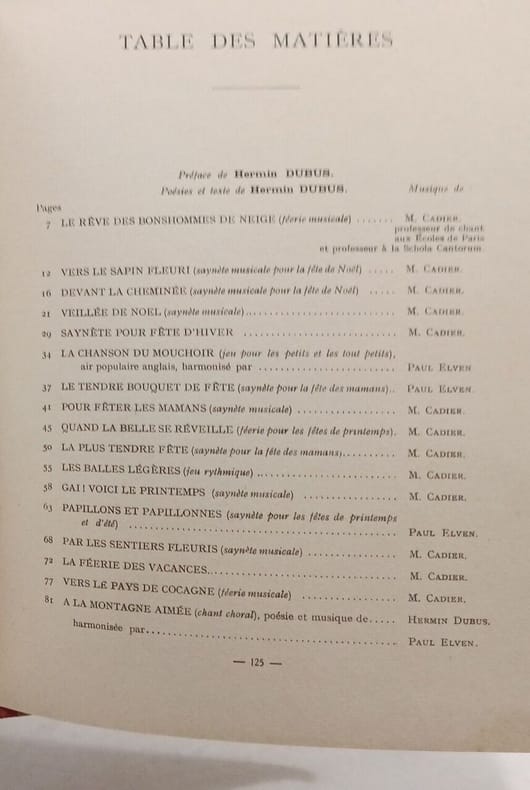 TABLE DES MATIÈRES
Préface de Hermin DUBUS.
Poésies et texte de Hermin DUBUS. Musique de
Pages
7 LE RÊVE DES BONSHOMMES DE NEIGE (féerie musicale) ....... M. CADIER.
professeur de chant
aux Écoles de Paris
et professeur à la Schola Cantorum.
12 VERS LE SAPIN FLEURI (saynète musicale pour la fête de Noël) ..... M. CADIER.
16 DEVANT LA CHEMINÉE (saynète musicale pour la fête de Noël) ..... M. CADIER.
21 VEILLÉE DE NOEL (saynète musicale)............................ M. CADIER.
29 SAYNÈTE POUR FÊTE D'HIVER ............................ M. CADIER.
34 LA CHANSON DU MOUCHOIR (jeu pour les petits et les tout petits),
air populaire anglais, harmonisé par ......................... PAUL ELVEN
37 LE TENDRE BOUQUET DE FÊTE (saynète pour la fête des mamans).. PAUL ELVEN.
41 POUR FÊTER LES MAMANS (saynète musicale) .................. M. CADIER.
45 QUAND LA BELLE SE RÉVEILLE (féerie pour les fêtes de printemps). M. CADIER.
50 LA PLUS TENDRE FÊTE (saynète pour la fête des mamans).......... M. CADIER.
55 LES BALLES LÉGÈRES (jeu rythmique) ......................... M. CADIER.
58 GAI ! VOICI LE PRINTEMPS (saynète musicale) ................. M. CADIER.
63 PAPILLONS ET PAPILLONNES (saynète pour les fêtes de printemps
et d'été) ................................................ PAUL ELVEN.
68 PAR LES SENTIERS FLEURIS (saynète musicale) ................ M. CADIER.
72 LA FÉERIE DES VACANCES.................................. M. CADIER.
77 VERS LE PAYS DE COCAGNE (féerie musicale) ................. M. CADIER.
81 A LA MONTAGNE AIMÉE (chant choral), poésie et musique de..... HERMIN DUBUS.
harmonisée par............................................ PAUL ELVEN.
— 125 —